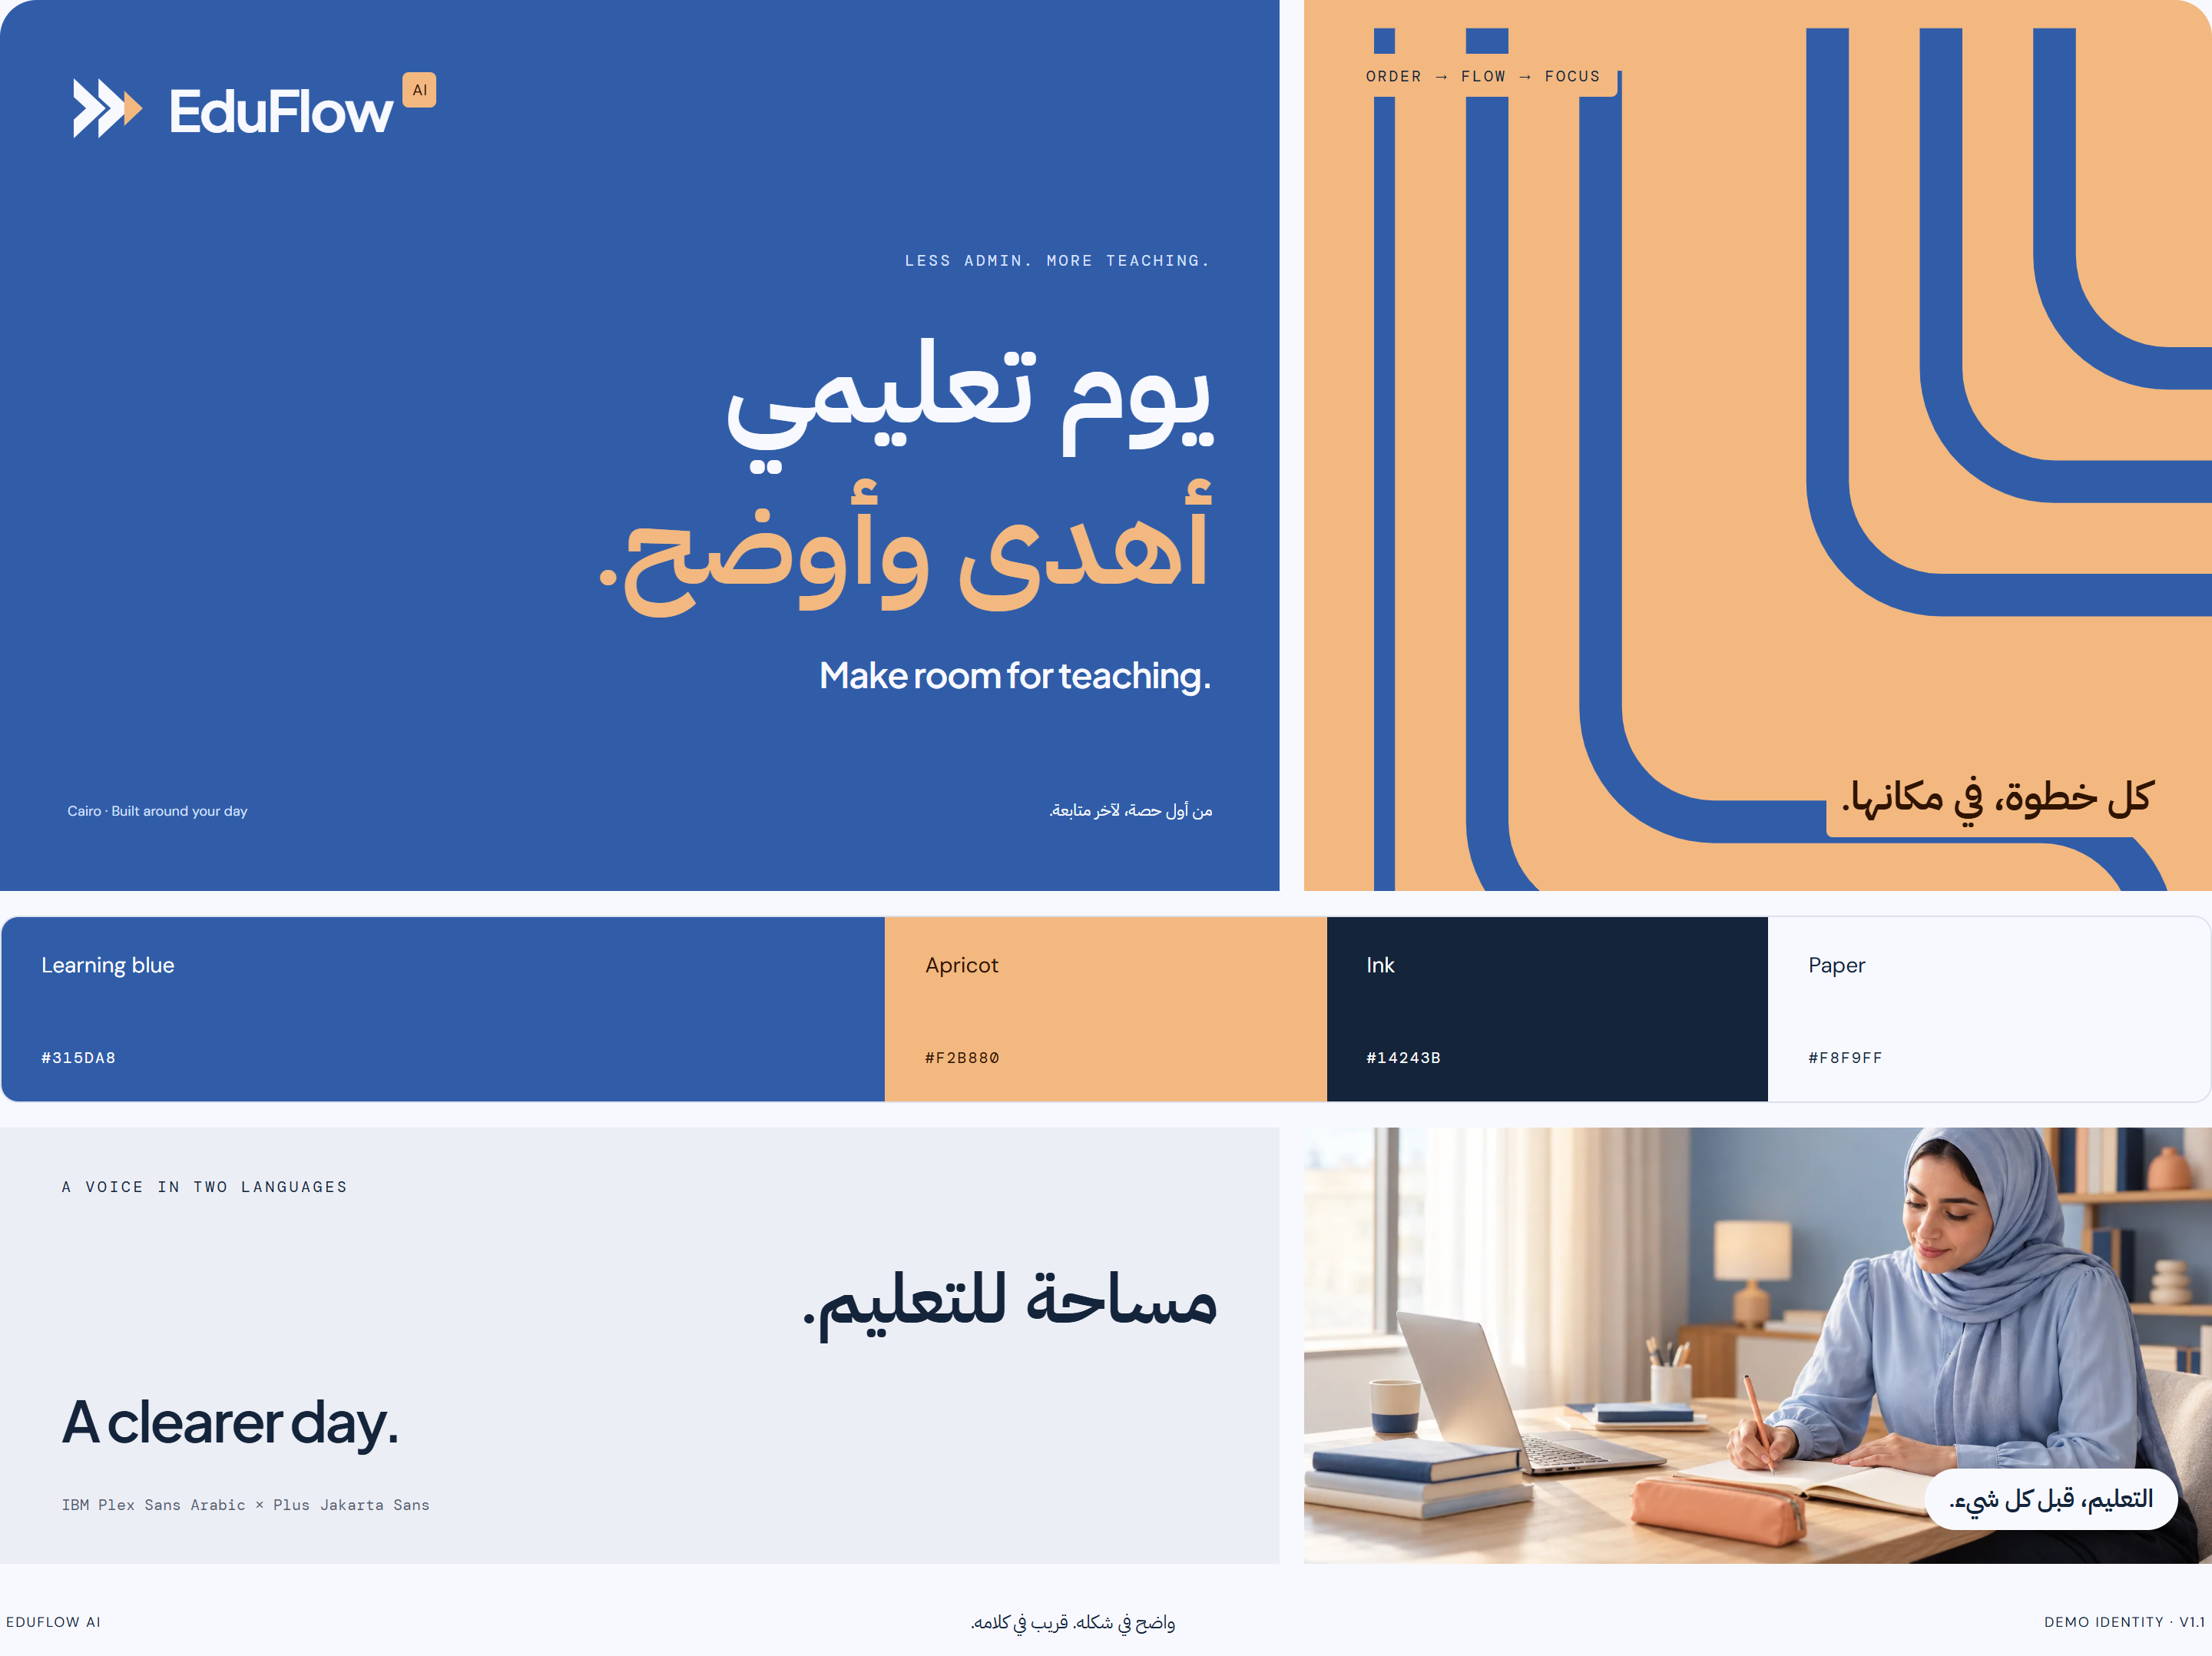 EduFlow AI
LESS ADMIN. MORE TEACHING.
يوم تعليمي
أهدى وأوضح.
Make room for teaching.
Cairo · Built around your day
من أول حصة، لآخر متابعة.
ORDER → FLOW → FOCUS
كل خطوة، في مكانها.
Learning blue
#315DA8
Apricot
#F2B880
Ink
#14243B
Paper
#F8F9FF
A VOICE IN TWO LANGUAGES
مساحة للتعليم.
A clearer day.
IBM Plex Sans Arabic × Plus Jakarta Sans
التعليم، قبل كل شيء.
EDUFLOW AI
واضح في شكله. قريب في كلامه.
DEMO IDENTITY · V1.1